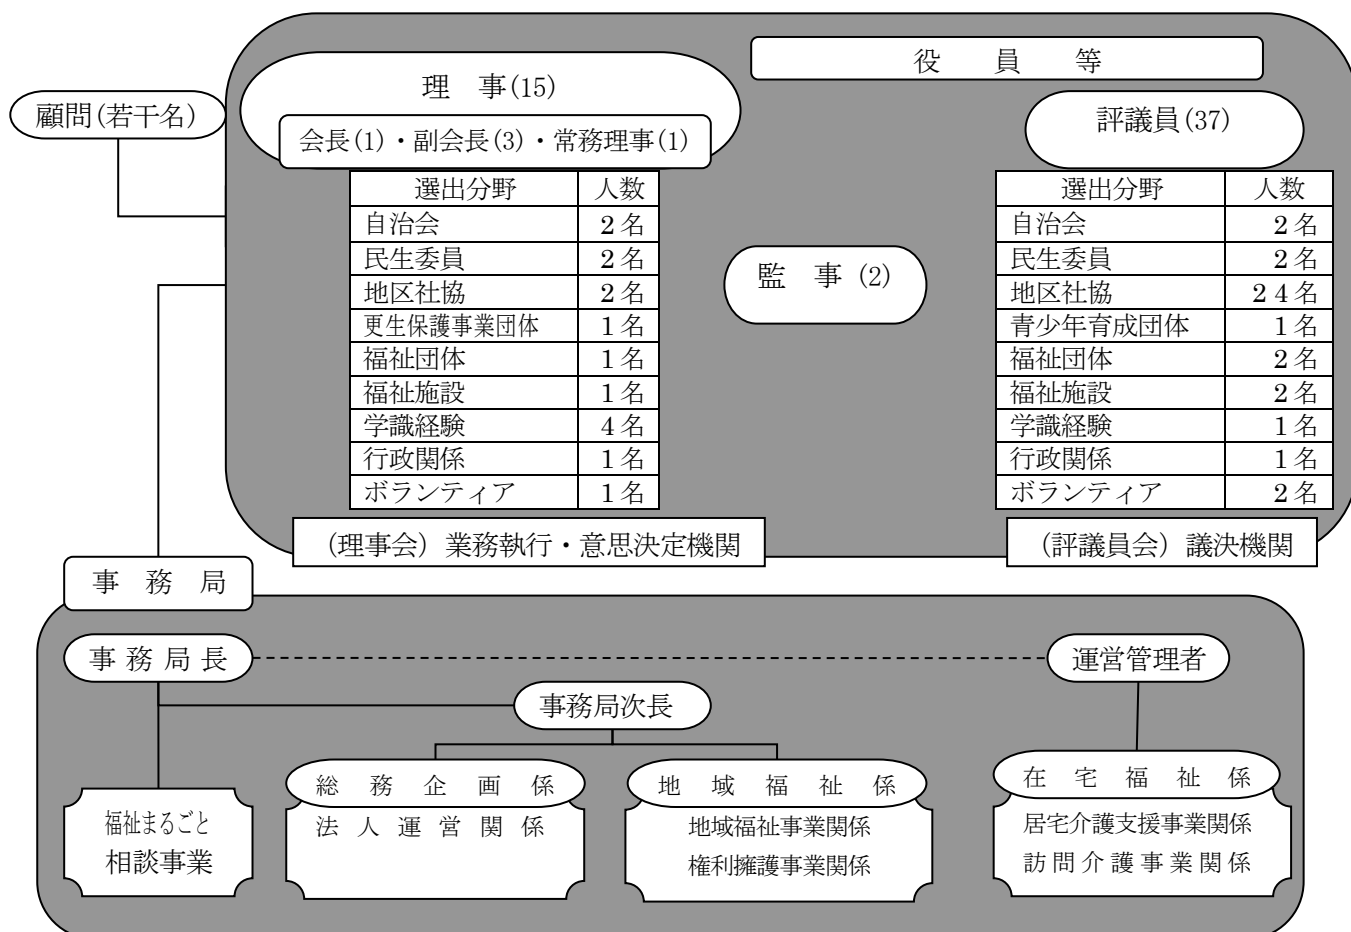 役員等
理事(15)
会長(1)・副会長(3)・常務理事(1)
顧問(若干名)
評議員(37)
監事(2)
選出分野 人数
自治会 2名
民生委員 2名
地区社協 2名
更生保護事業団体 1名
福祉団体 1名
福祉施設 1名
学識経験 4名
行政関係 1名
ボランティア 1名
(理事会)業務執行・意思決定機関
選出分野 人数
自治会 2名
民生委員 2名
地区社協 24名
青少年育成団体 1名
福祉団体 2名
福祉施設 2名
学識経験 1名
行政関係 1名
ボランティア 2名
(評議員会)議決機関
事務局
事務局長
運営管理者
事務局次長
福祉まるごと
相談事業
総務企画係
法人運営関係
地域福祉係
地域福祉事業関係
権利擁護事業関係
在宅福祉係
居宅介護支援事業関係
訪問介護事業関係